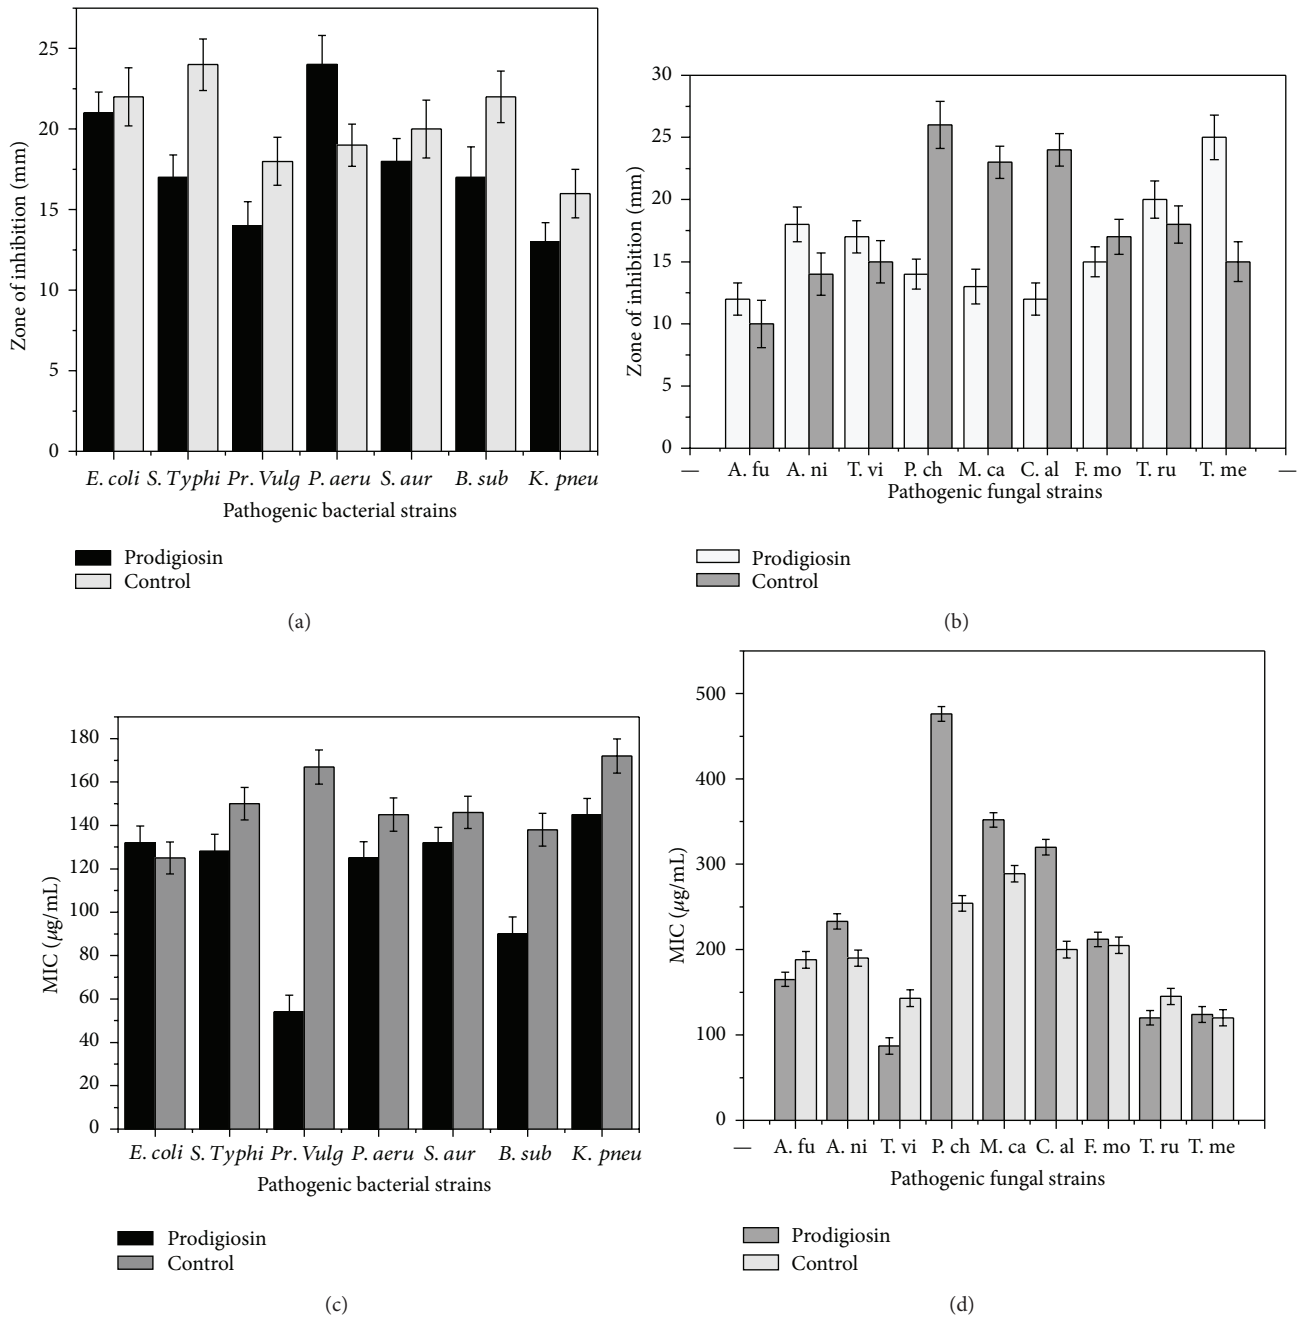 25
20
15
10
5
0
Zone of inhibition (mm)
E. coli S. Typhi Pr. Vulg P. aeru S. aur B. sub K. pneu
Pathogenic bacterial strains
Prodigiosin
Control
(a)
30
25
20
15
10
5
0
Zone of inhibition (mm)
— A. fu A. ni T. vi P. ch M. ca C. al F. mo T. ru T. me —
Pathogenic fungal strains
Prodigiosin
Control
(b)
180
160
140
120
100
80
60
40
20
0
MIC (μg/mL)
E. coli S. Typhi Pr. Vulg P. aeru S. aur B. sub K. pneu
Pathogenic bacterial strains
Prodigiosin
Control
(c)
500
400
300
200
100
0
MIC (μg/mL)
— A. fu A. ni T. vi P. ch M. ca C. al F. mo T. ru T. me
Pathogenic fungal strains
Prodigiosin
Control
(d)